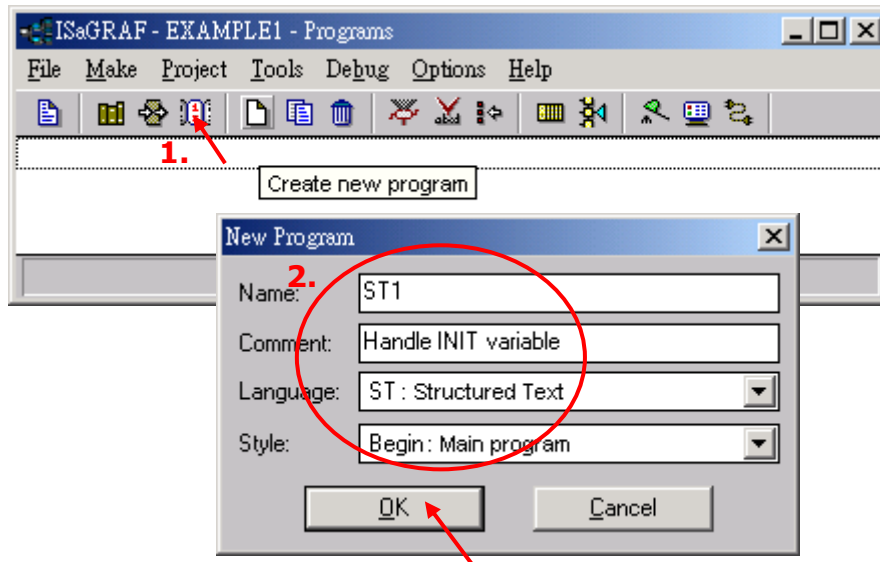 ISaGRAF - EXAMPLE1 - Programs
File Make Project Tools Debug Options Help
1.
Create new program
New Program
2.
Name: ST1
Comment: Handle INIT variable
Language: ST : Structured Text
Style: Begin : Main program
OK Cancel